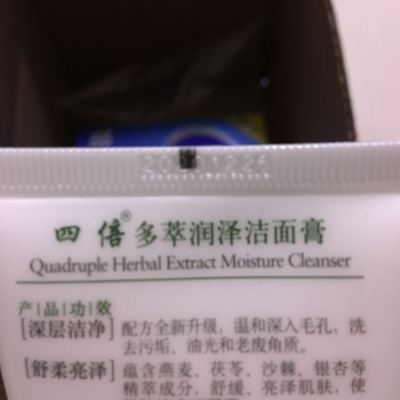 四倍®多萃润泽洁面膏
Quadruple Herbal Extract Moisture Cleanser
产|品|功|效
[深层洁净] 配方全新升级，温和深入毛孔，洗
去污垢、油光和老废角质。
[舒柔亮泽] 蕴含燕麦、茯苓、沙棘、银杏等
精萃成分，舒缓、亮泽肌肤，使